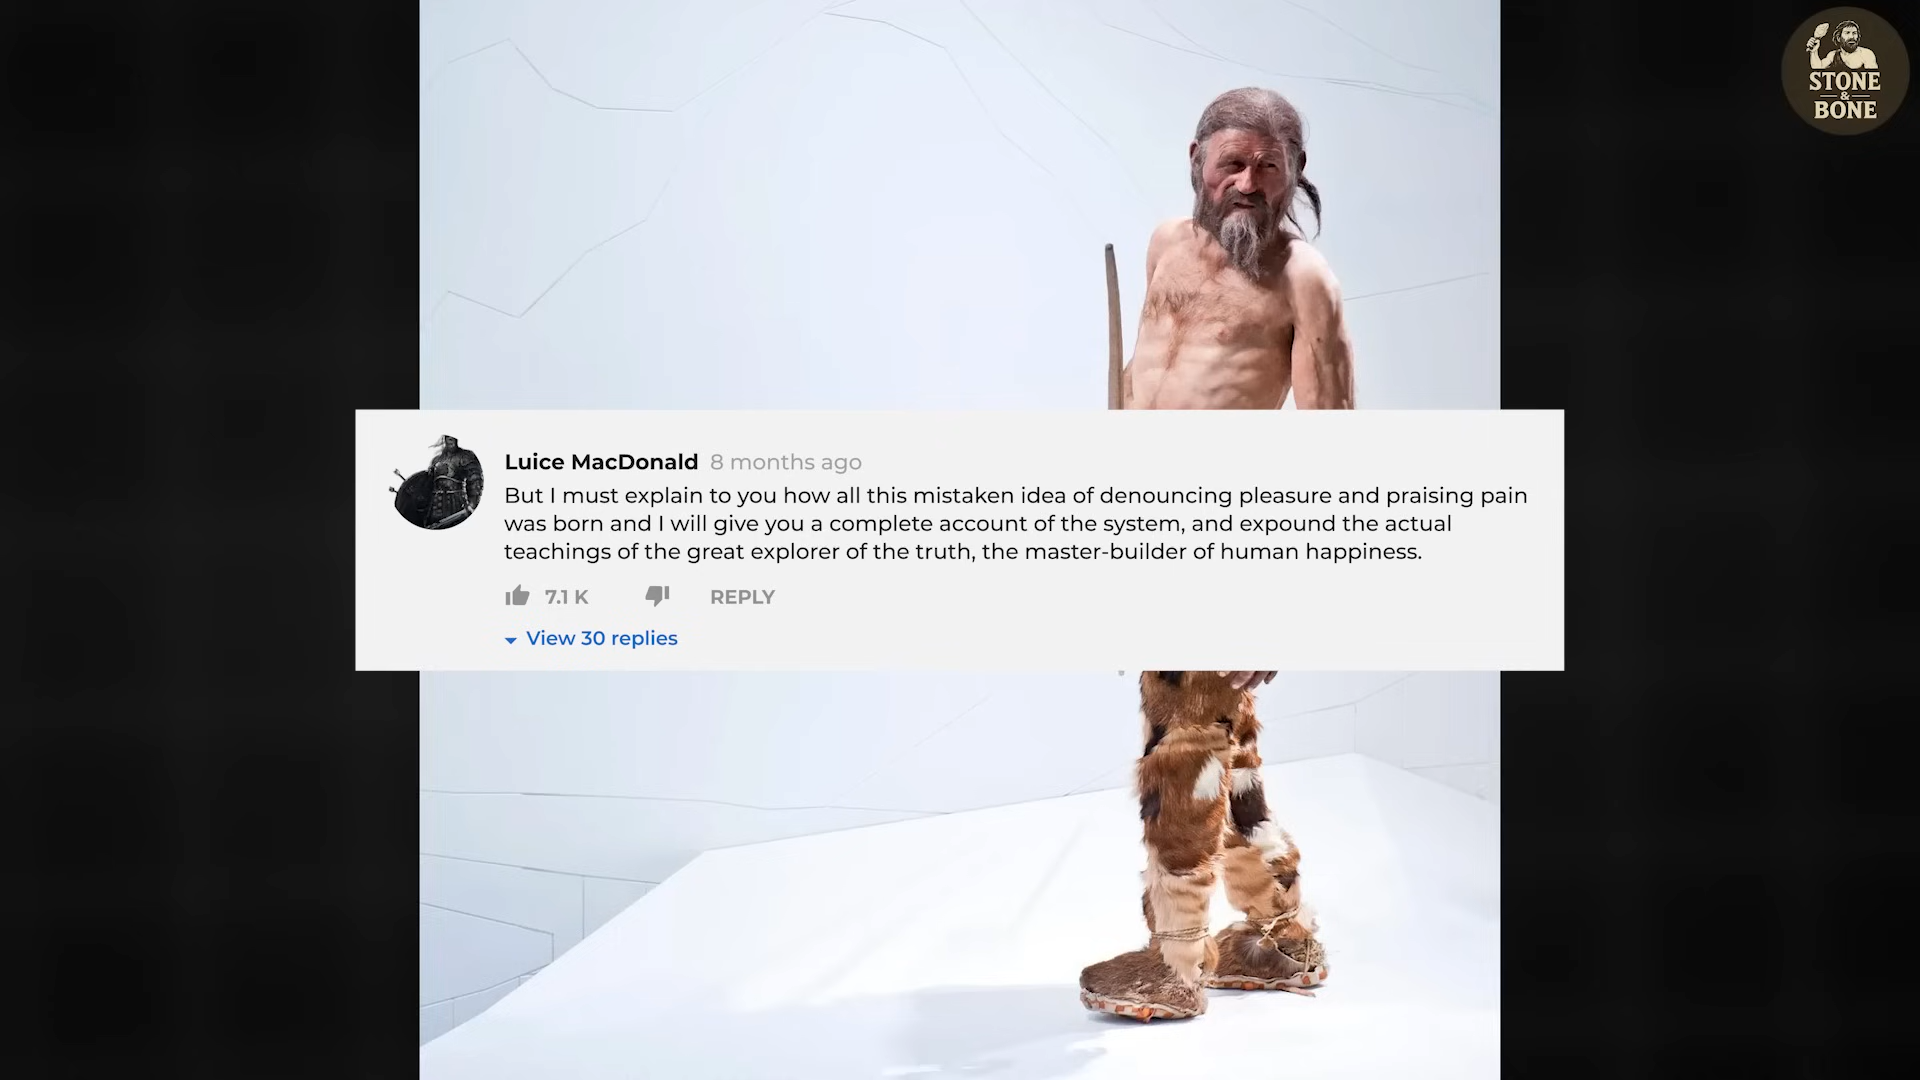 STONE
&
BONE
Luice MacDonald 8 months ago
But I must explain to you how all this mistaken idea of denouncing pleasure and praising pain
was born and I will give you a complete account of the system, and expound the actual
teachings of the great explorer of the truth, the master-builder of human happiness.
7.1 K REPLY
View 30 replies